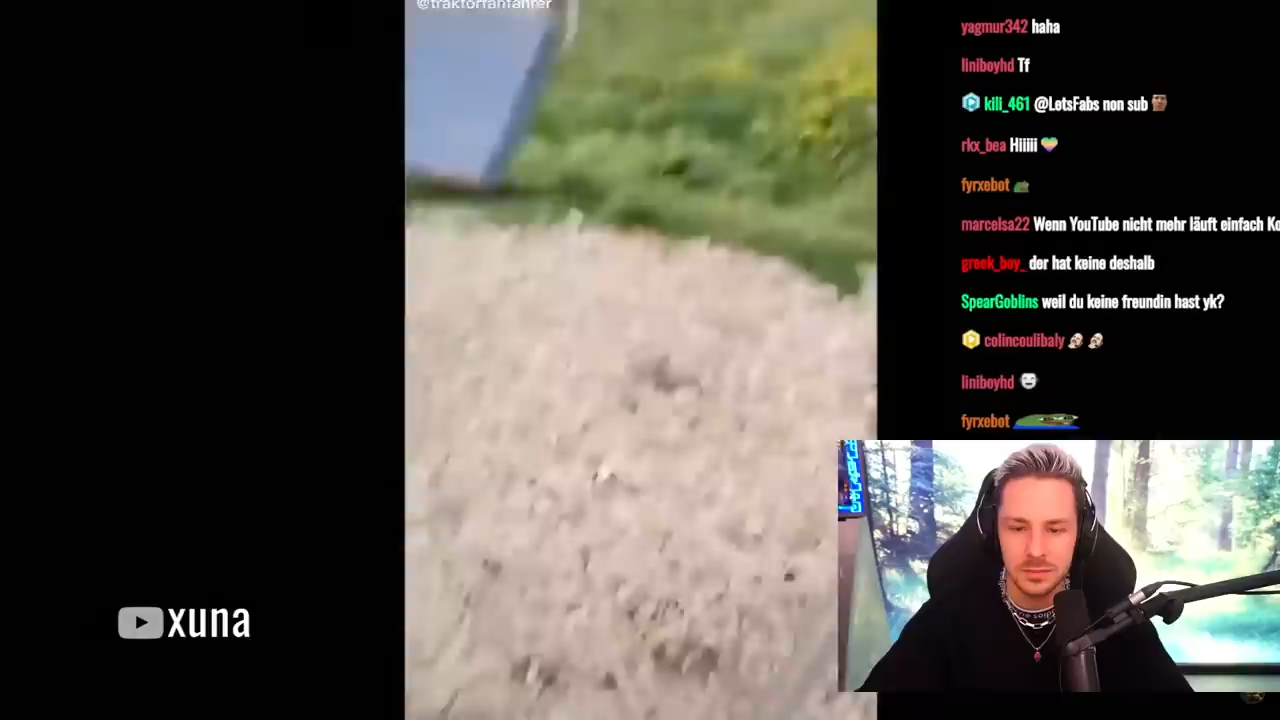 @traktorfanfahrer
yagmur342 haha
liniboyhd Tf
kili_461 @LetsFabs non sub
rkx_bea Hiiiii
fyrxebot
marcelsa22 Wenn YouTube nicht mehr läuft einfach Ko
greek_boy_ der hat keine deshalb
SpearGoblins weil du keine freundin hast yk?
colincoulibaly
liniboyhd
fyrxebot
xuna